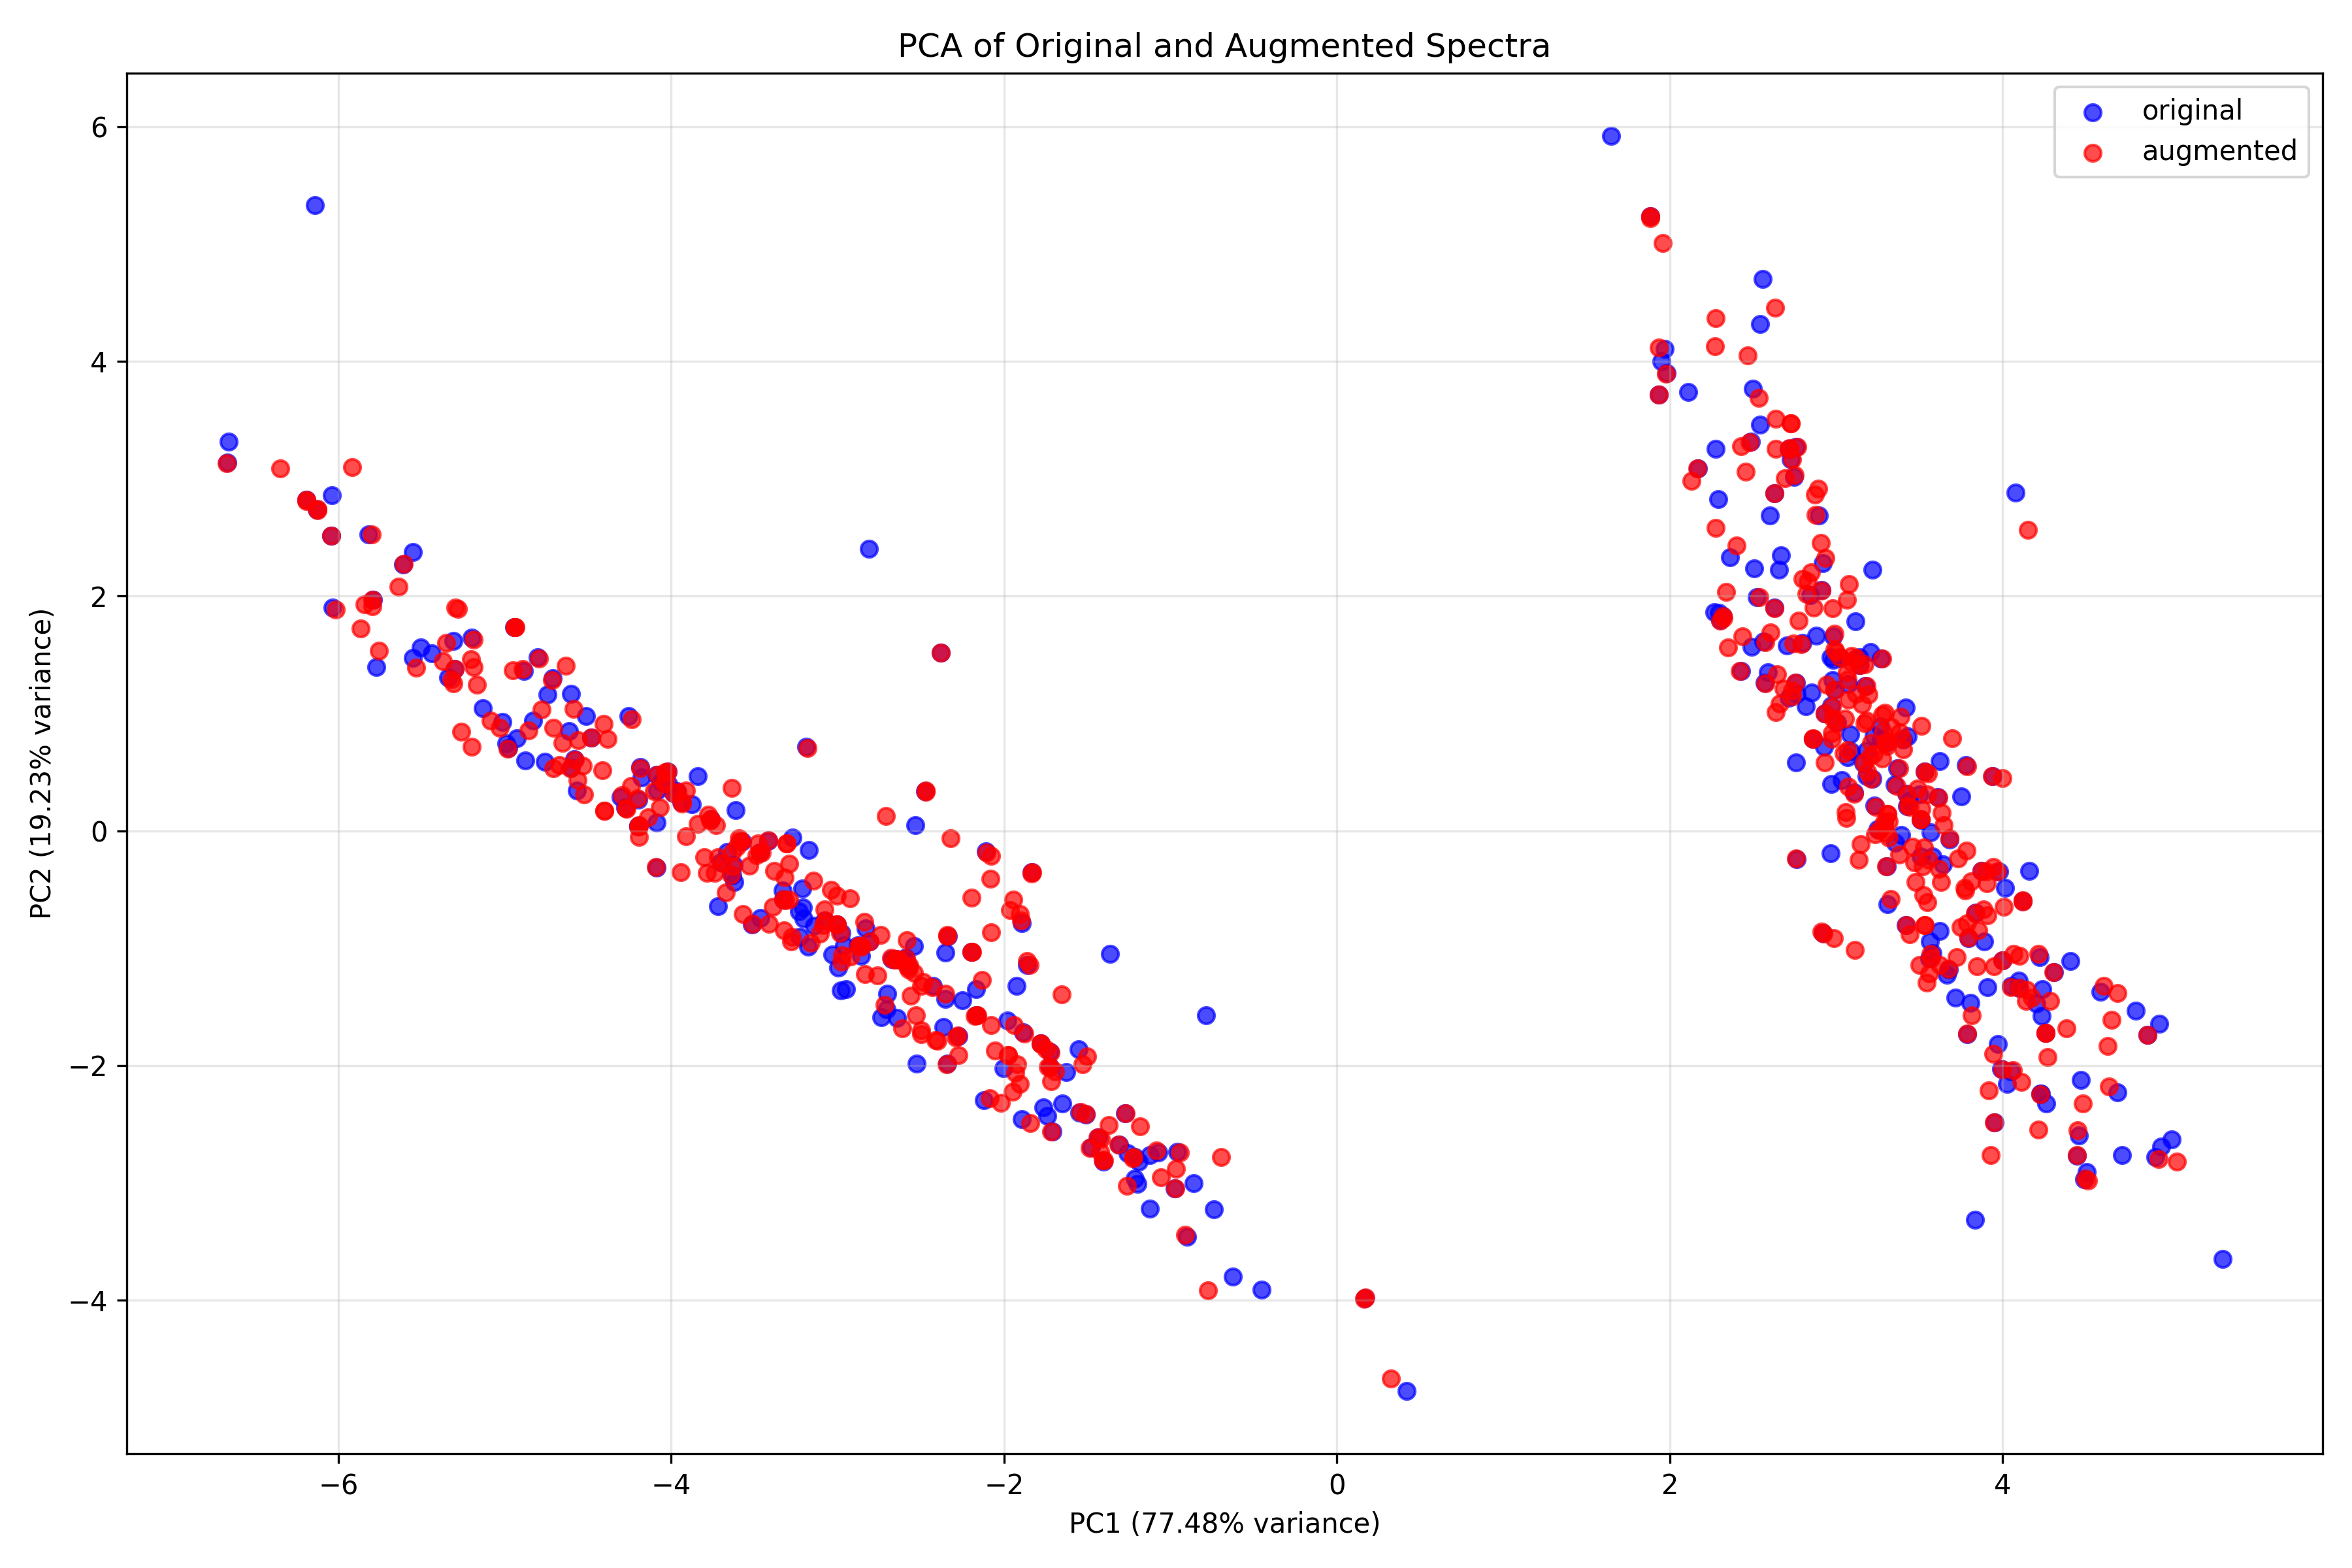 PCA of Original and Augmented Spectra
original
augmented
6
4
2
0
−2
−4
PC2 (19.23% variance)
−6
−4
−2
0
2
4
PC1 (77.48% variance)